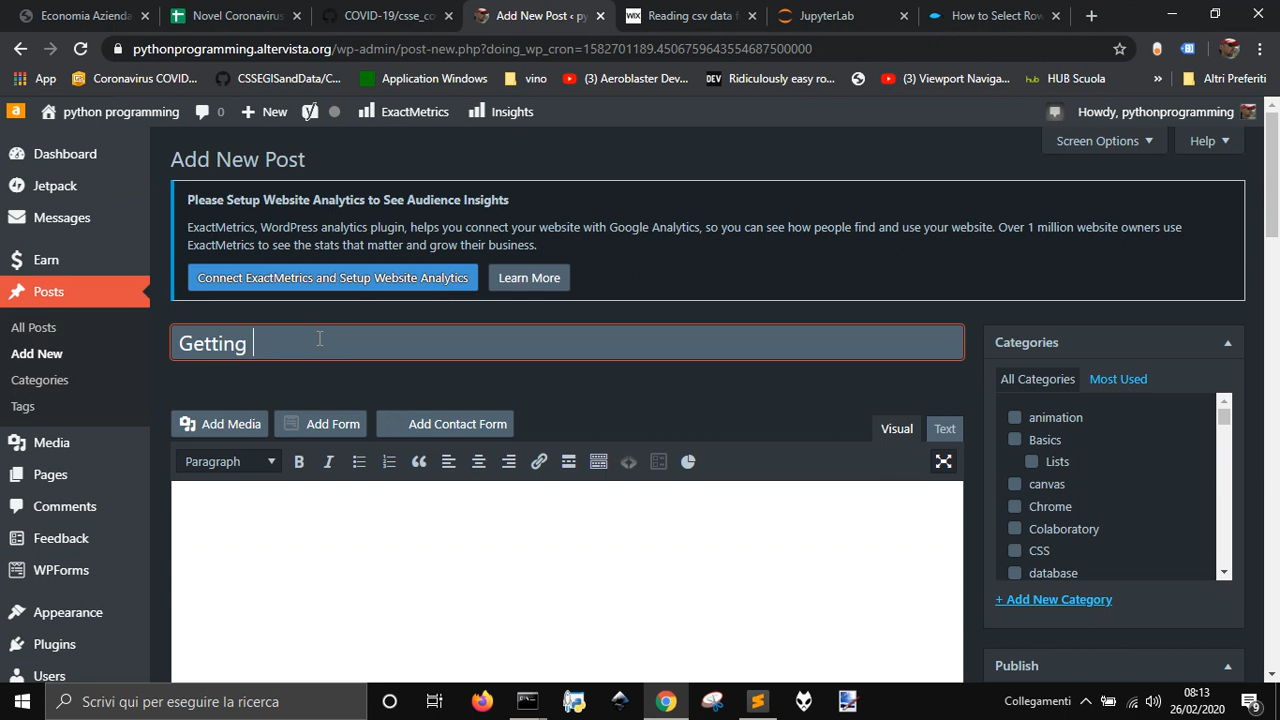 Economia Azienda
Novel Coronavirus
COVID-19/csse_co
Add New Post ‹ p
Reading csv data f
JupyterLab
How to Select Row
pythonprogramming.altervista.org/wp-admin/post-new.php?doing_wp_cron=1582701189.4506759643554687500000
App
Coronavirus COVID...
CSSEGISandData/C...
Application Windows
vino
(3) Aeroblaster Dev...
DEV
Ridiculously easy ro...
(3) Viewport Naviga...
HUB Scuola
»
Altri Preferiti
a
python programming
0
New
ExactMetrics
Insights
Howdy, pythonprogramming
Dashboard
Jetpack
Messages
Earn
Posts
All Posts
Add New
Categories
Tags
Media
Pages
Comments
Feedback
WPForms
Appearance
Plugins
Users
Add New Post
Screen Options
Help
Please Setup Website Analytics to See Audience Insights
ExactMetrics, WordPress analytics plugin, helps you connect your website with Google Analytics, so you can see how people find and use your website. Over 1 million website owners use
ExactMetrics to see the stats that matter and grow their business.
Connect ExactMetrics and Setup Website Analytics
Learn More
Getting
Add Media
Add Form
Add Contact Form
Visual
Text
Paragraph
B
I
Categories
All Categories
Most Used
animation
Basics
Lists
canvas
Chrome
Colaboratory
CSS
database
+ Add New Category
Publish
Scrivi qui per eseguire la ricerca
Collegamenti
08:13
26/02/2020
9